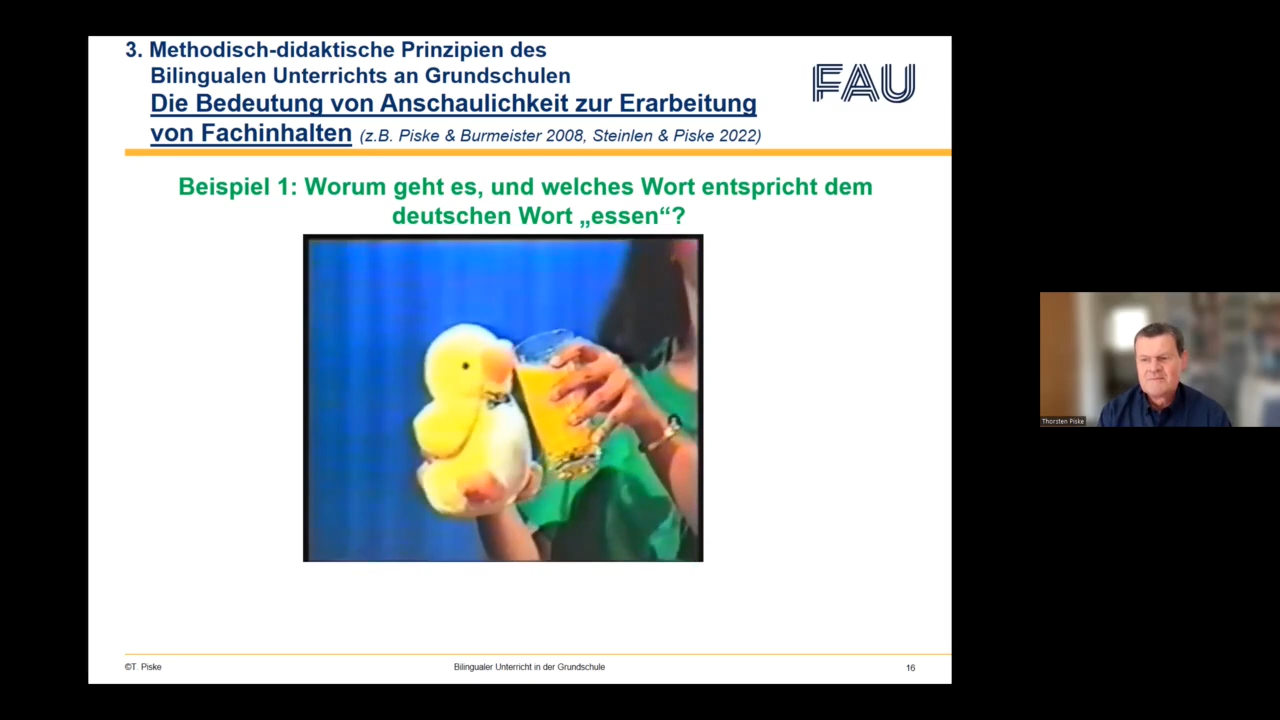 3. Methodisch-didaktische Prinzipien des
Bilingualen Unterrichts an Grundschulen
Die Bedeutung von Anschaulichkeit zur Erarbeitung
von Fachinhalten (z.B. Piske & Burmeister 2008, Steinlen & Piske 2022)
FAU
Beispiel 1: Worum geht es, und welches Wort entspricht dem
deutschen Wort „essen“?
Thorsten Piske
©T. Piske
Bilingualer Unterricht in der Grundschule
16